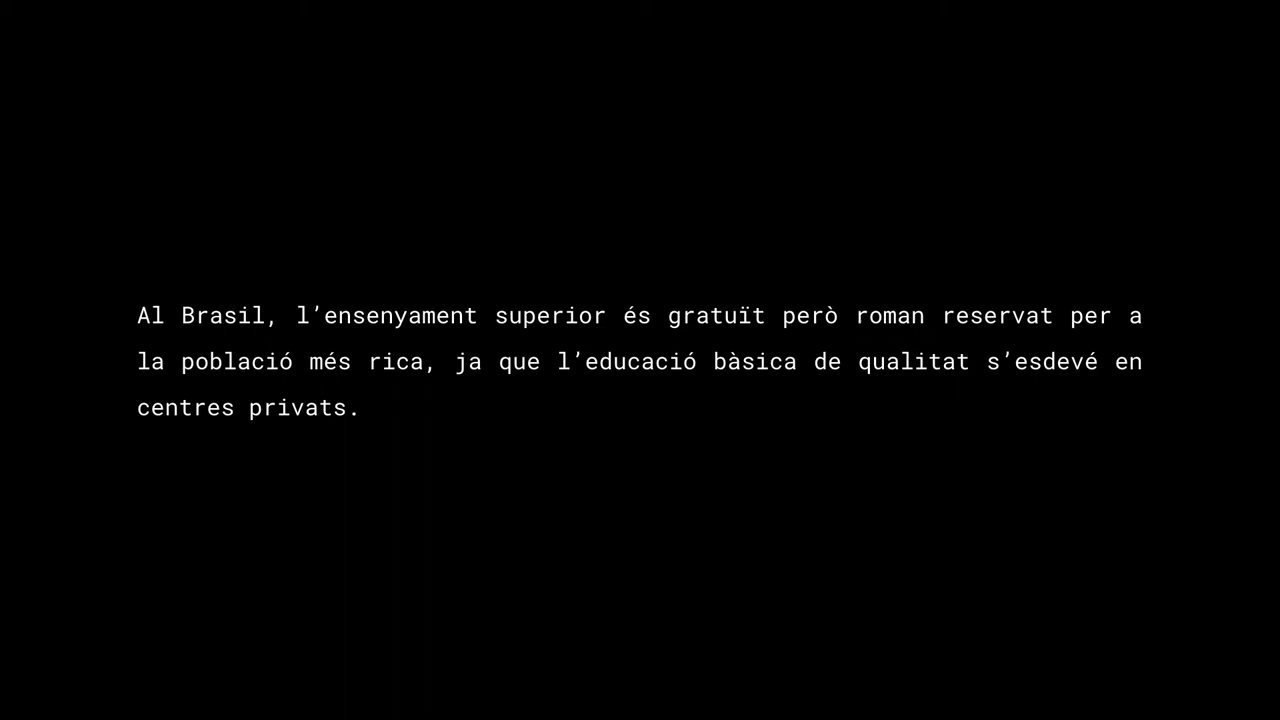 Al Brasil, l’ensenyament superior és gratuït però roman reservat per a
la població més rica, ja que l’educació bàsica de qualitat s’esdevé en
centres privats.